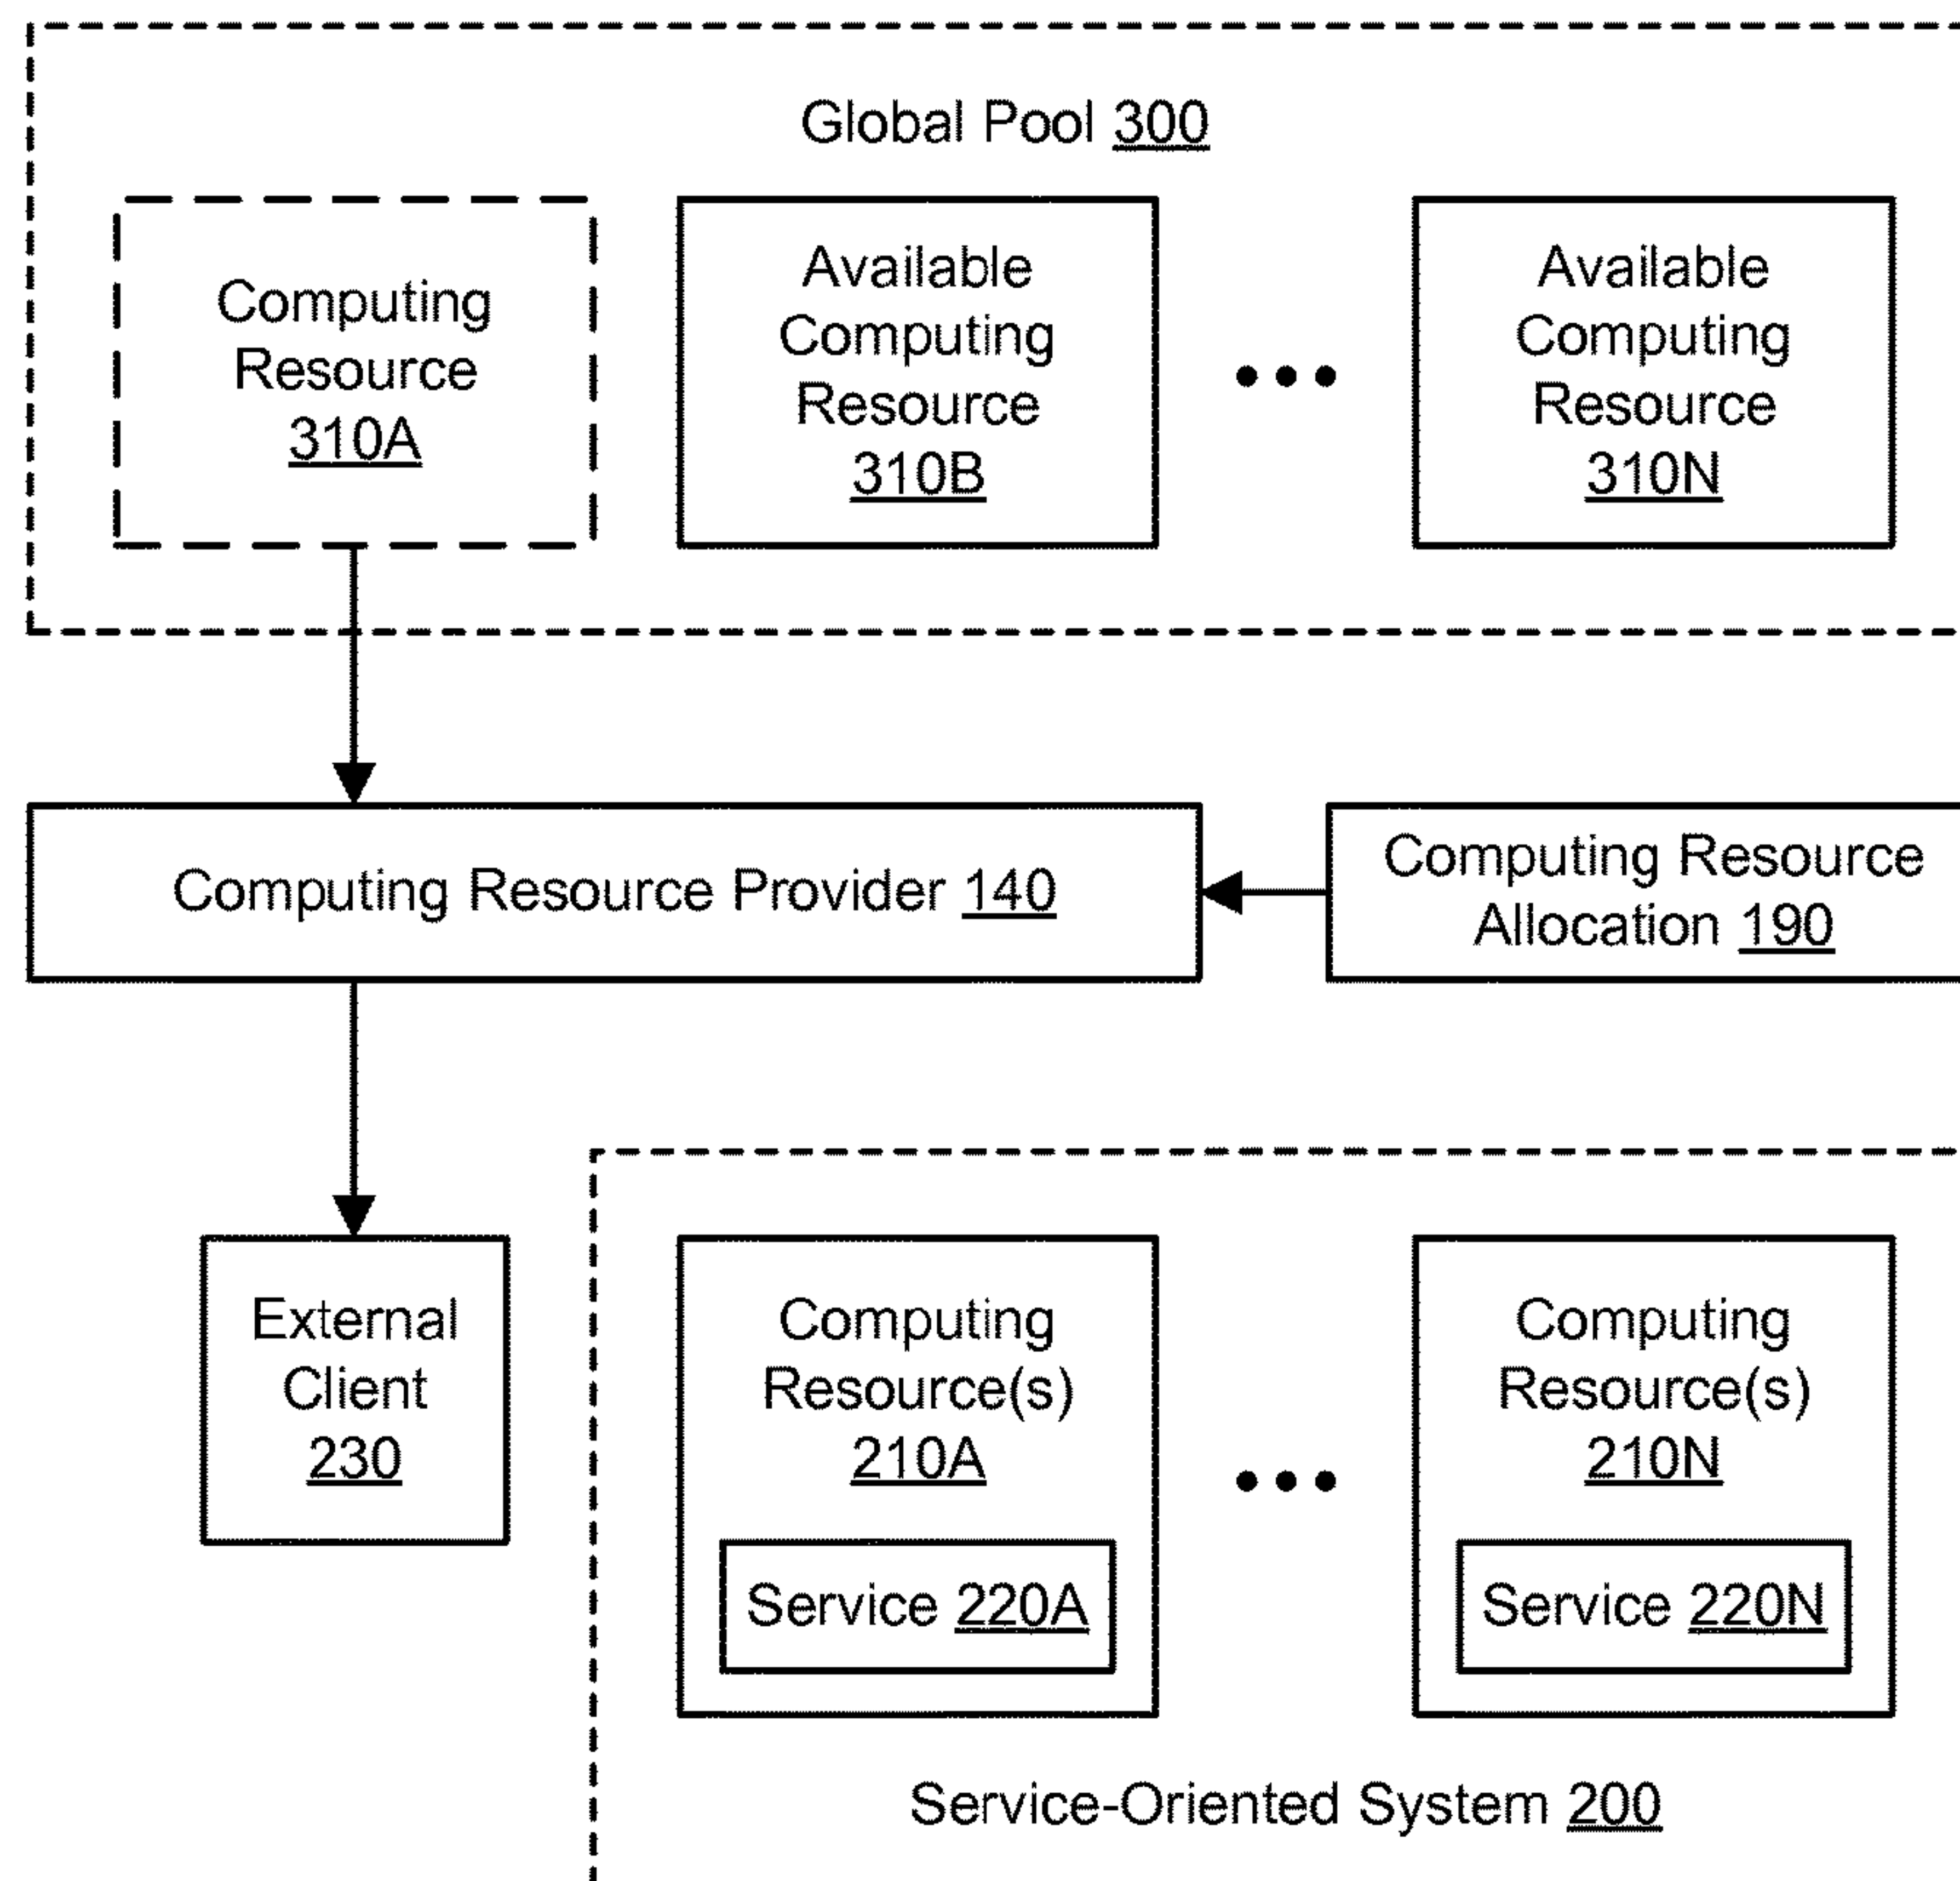 Global Pool 300
Computing
Resource
310A
Available
Computing
Resource
310B
Available
Computing
Resource
310N
Computing Resource Provider 140
Computing Resource
Allocation 190
External
Client
230
Computing
Resource(s)
210A
Service 220A
Computing
Resource(s)
210N
Service 220N
Service-Oriented System 200